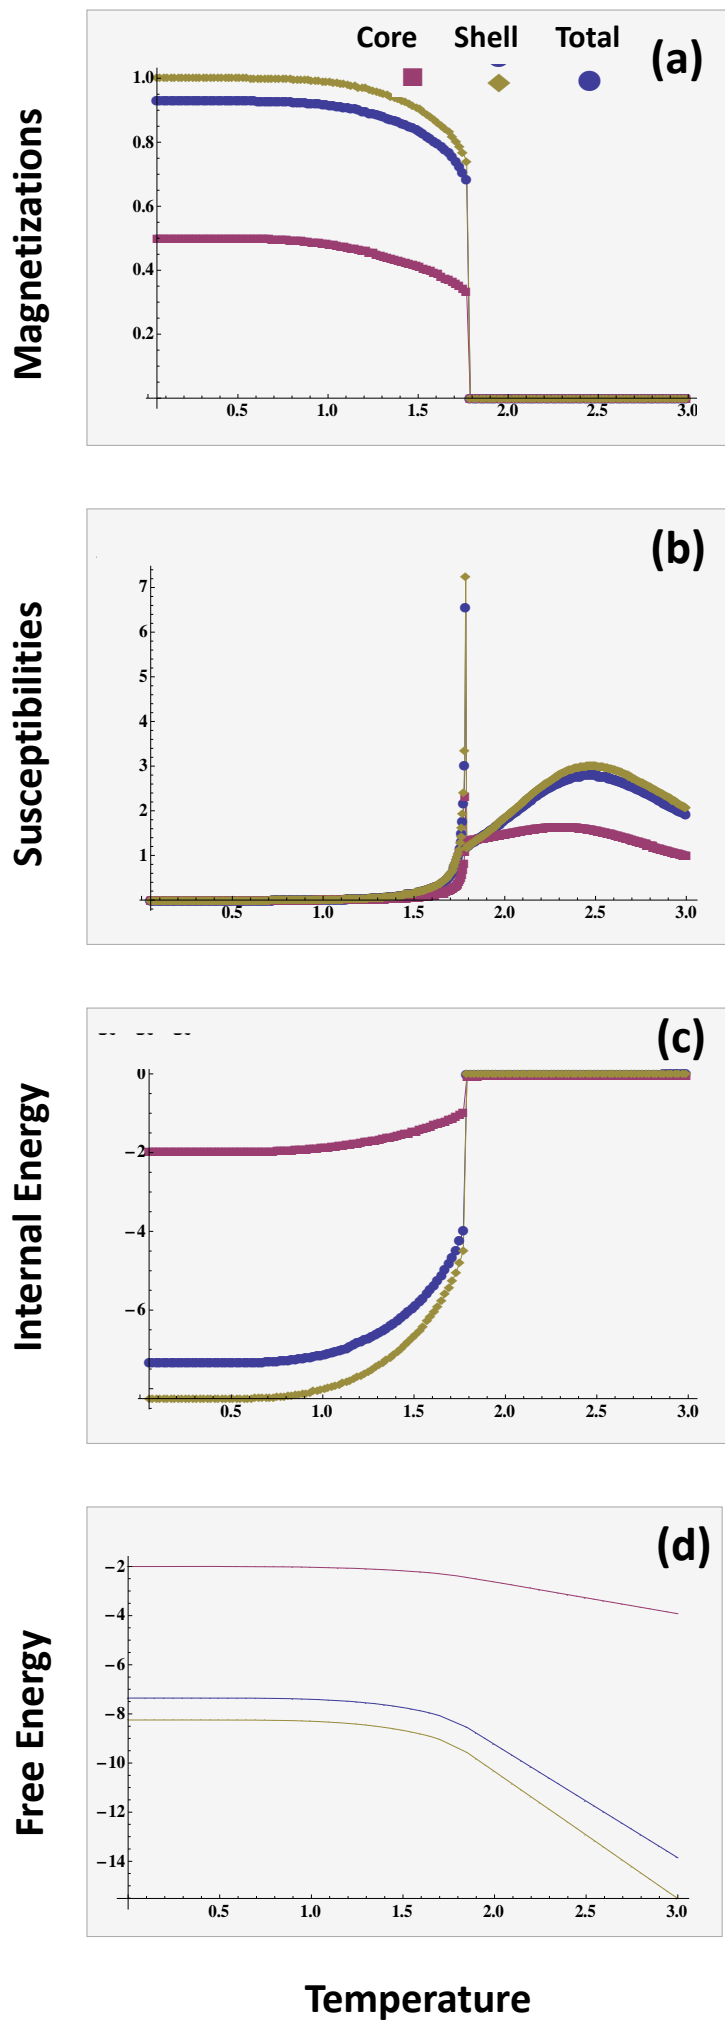 Core Shell Total (a)
Magnetizations
1.0
0.8
0.6
0.4
0.2
0.5 1.0 1.5 2.0 2.5 3.0
(b)
Susceptibilities
7
6
5
4
3
2
1
0.5 1.0 1.5 2.0 2.5 3.0
(c)
Internal Energy
0
−2
−4
−6
0.5 1.0 1.5 2.0 2.5 3.0
(d)
Free Energy
−2
−4
−6
−8
−10
−12
−14
0.5 1.0 1.5 2.0 2.5 3.0
Temperature